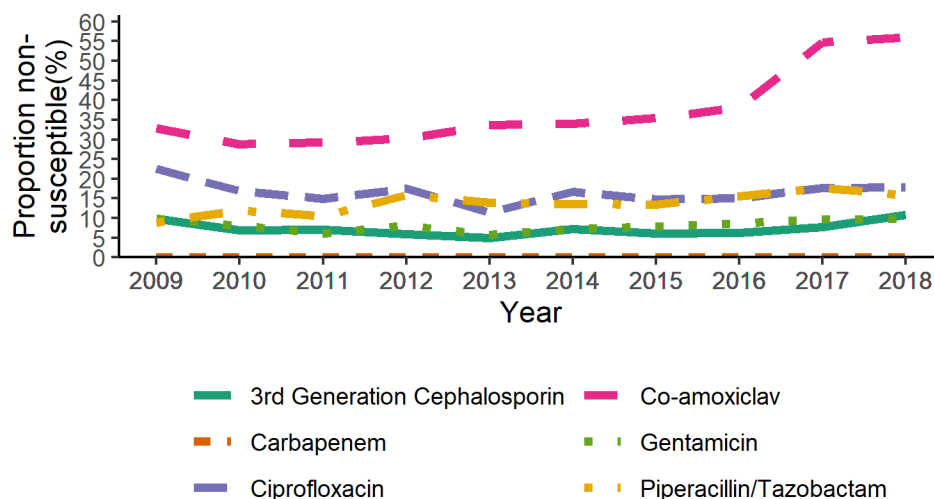 Proportion non-
susceptible(%)
60
55
50
45
40
35
30
25
20
15
10
5
0
2009 2010 2011 2012 2013 2014 2015 2016 2017 2018
Year
3rd Generation Cephalosporin Co-amoxiclav
Carbapenem Gentamicin
Ciprofloxacin Piperacillin/Tazobactam